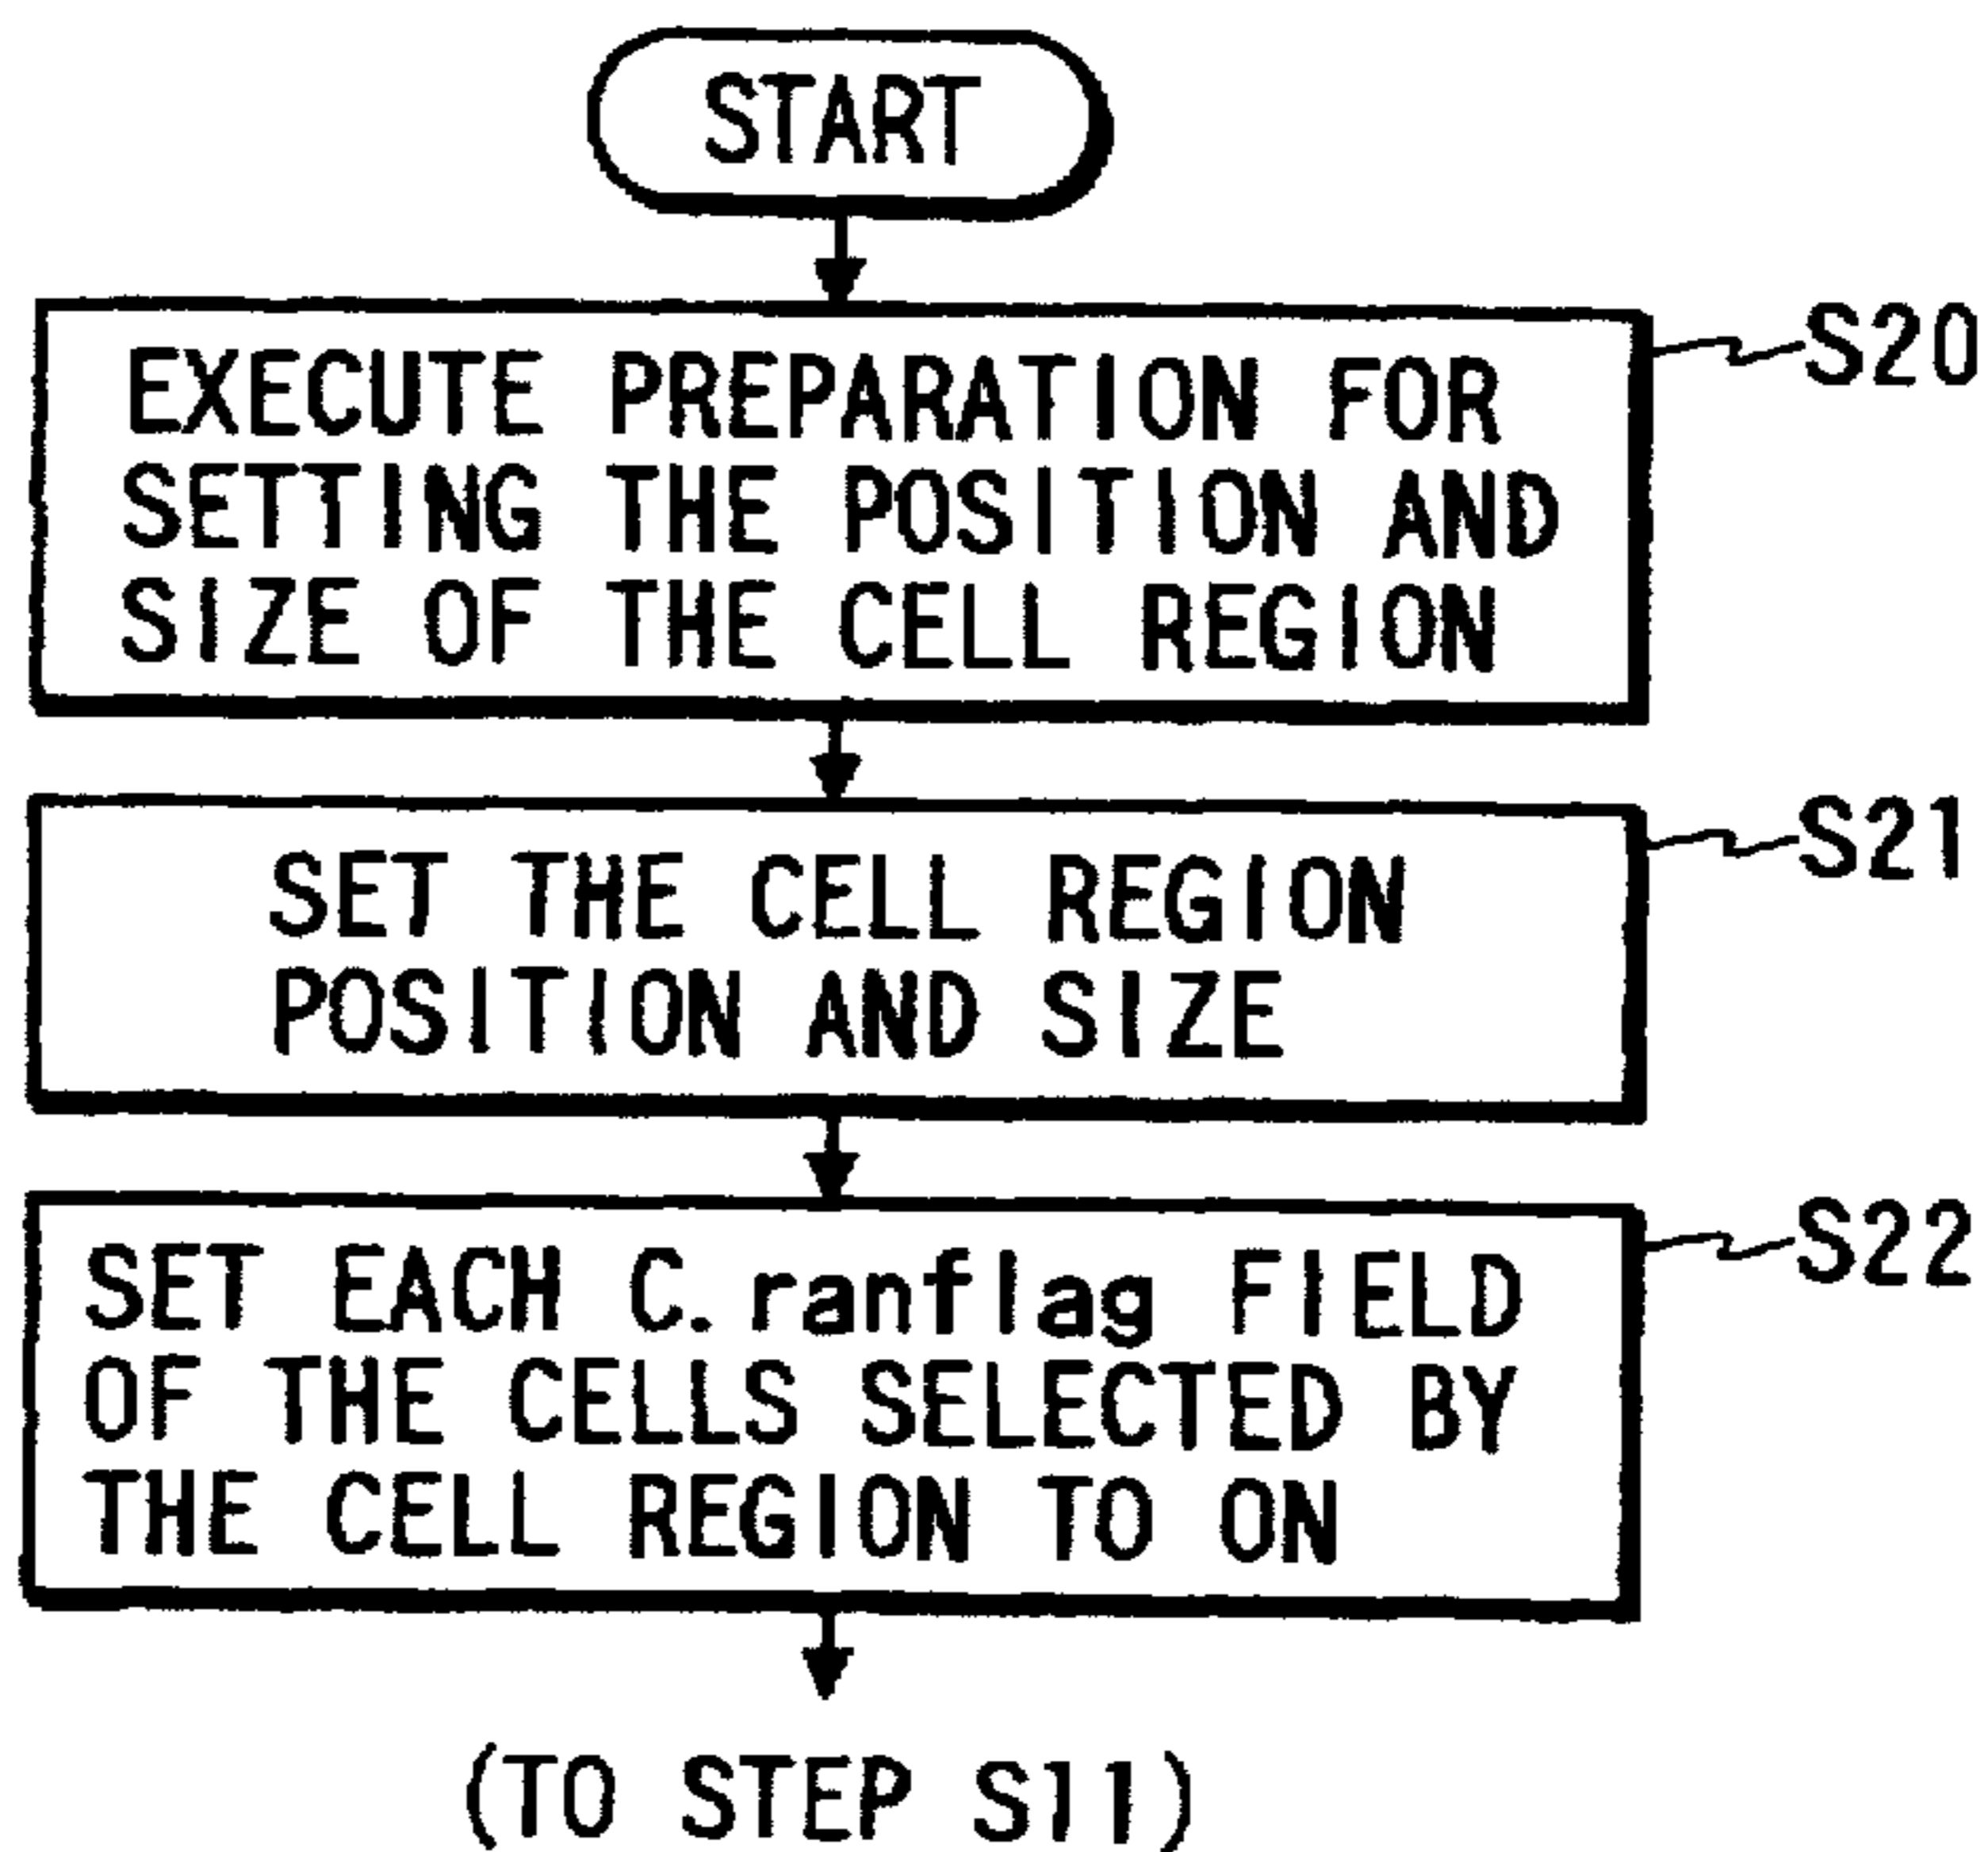 START
S20
EXECUTE PREPARATION FOR
SETTING THE POSITION AND
SIZE OF THE CELL REGION
S21
SET THE CELL REGION
POSITION AND SIZE
S22
SET EACH C.ranflag FIELD
OF THE CELLS SELECTED BY
THE CELL REGION TO ON
(TO STEP S11)